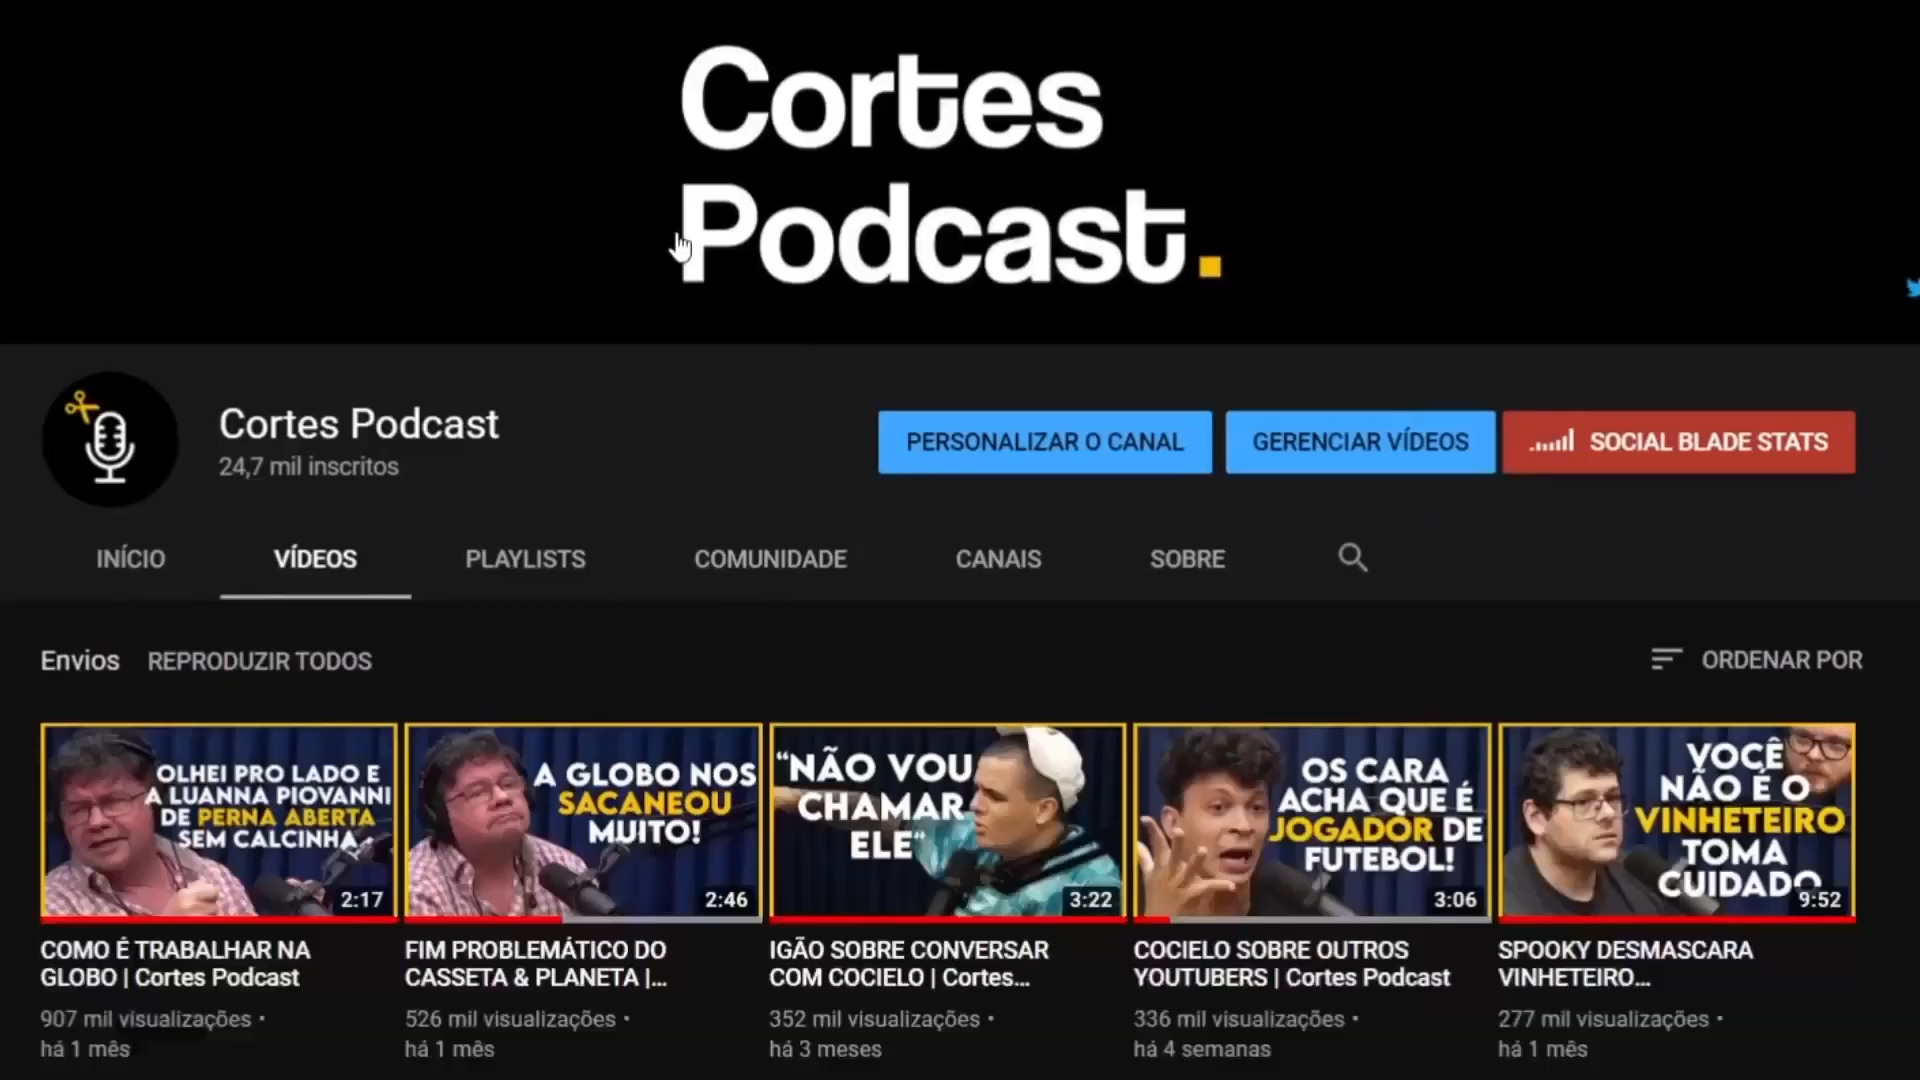 Cortes
Podcast.
Cortes Podcast
24,7 mil inscritos
PERSONALIZAR O CANAL
GERENCIAR VÍDEOS
SOCIAL BLADE STATS
INÍCIO
VÍDEOS
PLAYLISTS
COMUNIDADE
CANAIS
SOBRE
Envios
REPRODUZIR TODOS
ORDENAR POR
OLHEI PRO LADO E
A LUANNA PIOVANNI
DE PERNA ABERTA
SEM CALCINHA
2:17
COMO É TRABALHAR NA
GLOBO | Cortes Podcast
907 mil visualizações •
há 1 mês
A GLOBO NOS
SACANEOU
MUITO!
2:46
FIM PROBLEMÁTICO DO
CASSETA & PLANETA |...
526 mil visualizações •
há 1 mês
“NÃO VOU
CHAMAR
ELE“
3:22
IGÃO SOBRE CONVERSAR
COM COCIELO | Cortes...
352 mil visualizações •
há 3 meses
OS CARA
ACHA QUE É
JOGADOR DE
FUTEBOL!
3:06
COCIELO SOBRE OUTROS
YOUTUBERS | Cortes Podcast
336 mil visualizações •
há 4 semanas
VOCÊ
NÃO É O
VINHETEIRO
TOMA
CUIDADO
9:52
SPOOKY DESMASCARA
VINHETEIRO...
277 mil visualizações •
há 1 mês